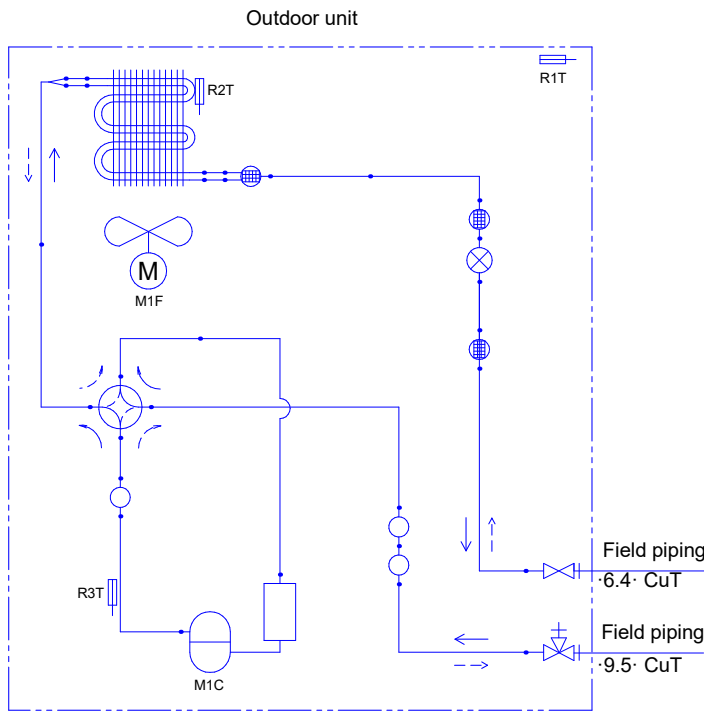 Outdoor unit
R1T
R2T
M
M1F
Field piping
·6.4· CuT
R3T
Field piping
·9.5· CuT
M1C